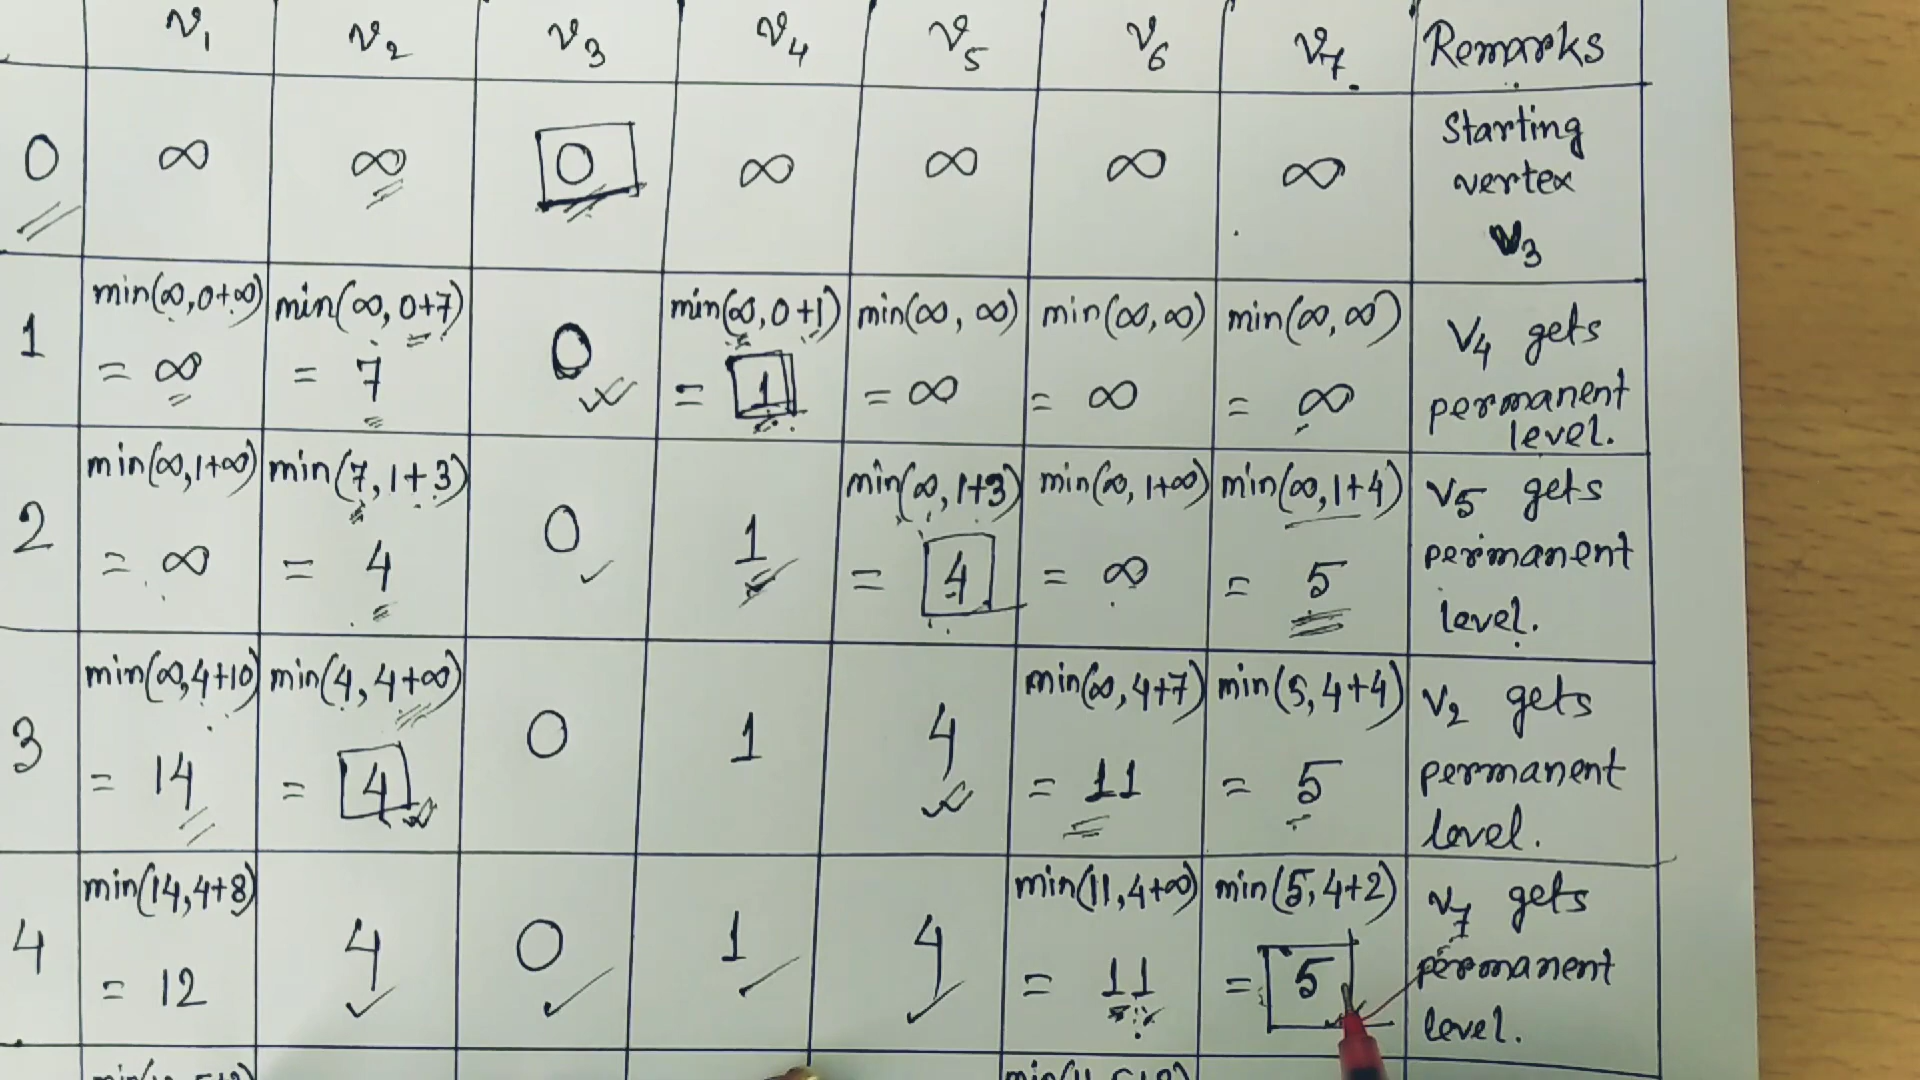 v1 v2 v3 v4 v5 v6 v7 Remarks
0 ∞ ∞ 0 ∞ ∞ ∞ ∞ Starting
vertex
v3
min(∞,0+∞) min(∞, 0+7) min(∞,0+1) min(∞, ∞) min(∞,∞) min(∞,∞) V4 gets
1 = ∞ = 7 0 = 1 = ∞ = ∞ = ∞ permanent
level.
min(∞,1+∞) min(7,1+3) min(∞,1+3) min(∞,1+∞) min(∞,1+4) V5 gets
2 = ∞ = 4 0 1 = 4 = ∞ = 5 permanent
level.
min(∞,4+10) min(4, 4+∞) min(∞,4+7) min(5,4+4) V2 gets
3 = 14 = 4 0 1 4 = 11 = 5 permanent
level.
min(14,4+8) min(11,4+∞) min(5,4+2) V7 gets
4 = 12 4 0 1 4 = 11 = 5 permanent
level.